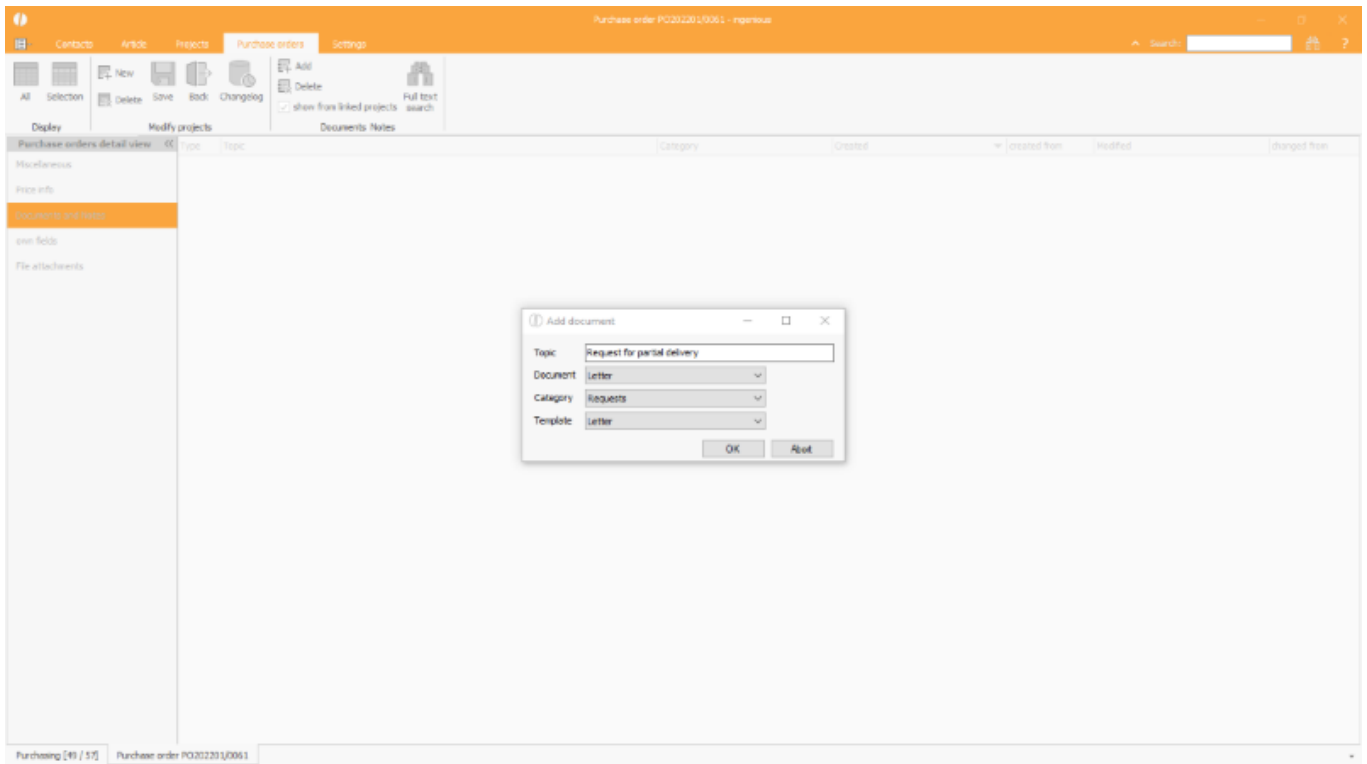 Purchase order PO202201/0061 - ingenious
Contacts Article Projects Purchase orders Settings Search: ?
All Selection New Delete Save Back Changelog Add Delete show from linked projects Full text search
Display Modify projects Documents Notes
Purchase orders detail view Type Topic Category Created created from Modified changed from
Miscellaneous
Price info
own fields
File attachments
Add document
Topic Request for partial delivery
Document Letter
Category Requests
Template Letter
OK Abort
Purchasing [49 / 57] Purchase order PO202201/0061